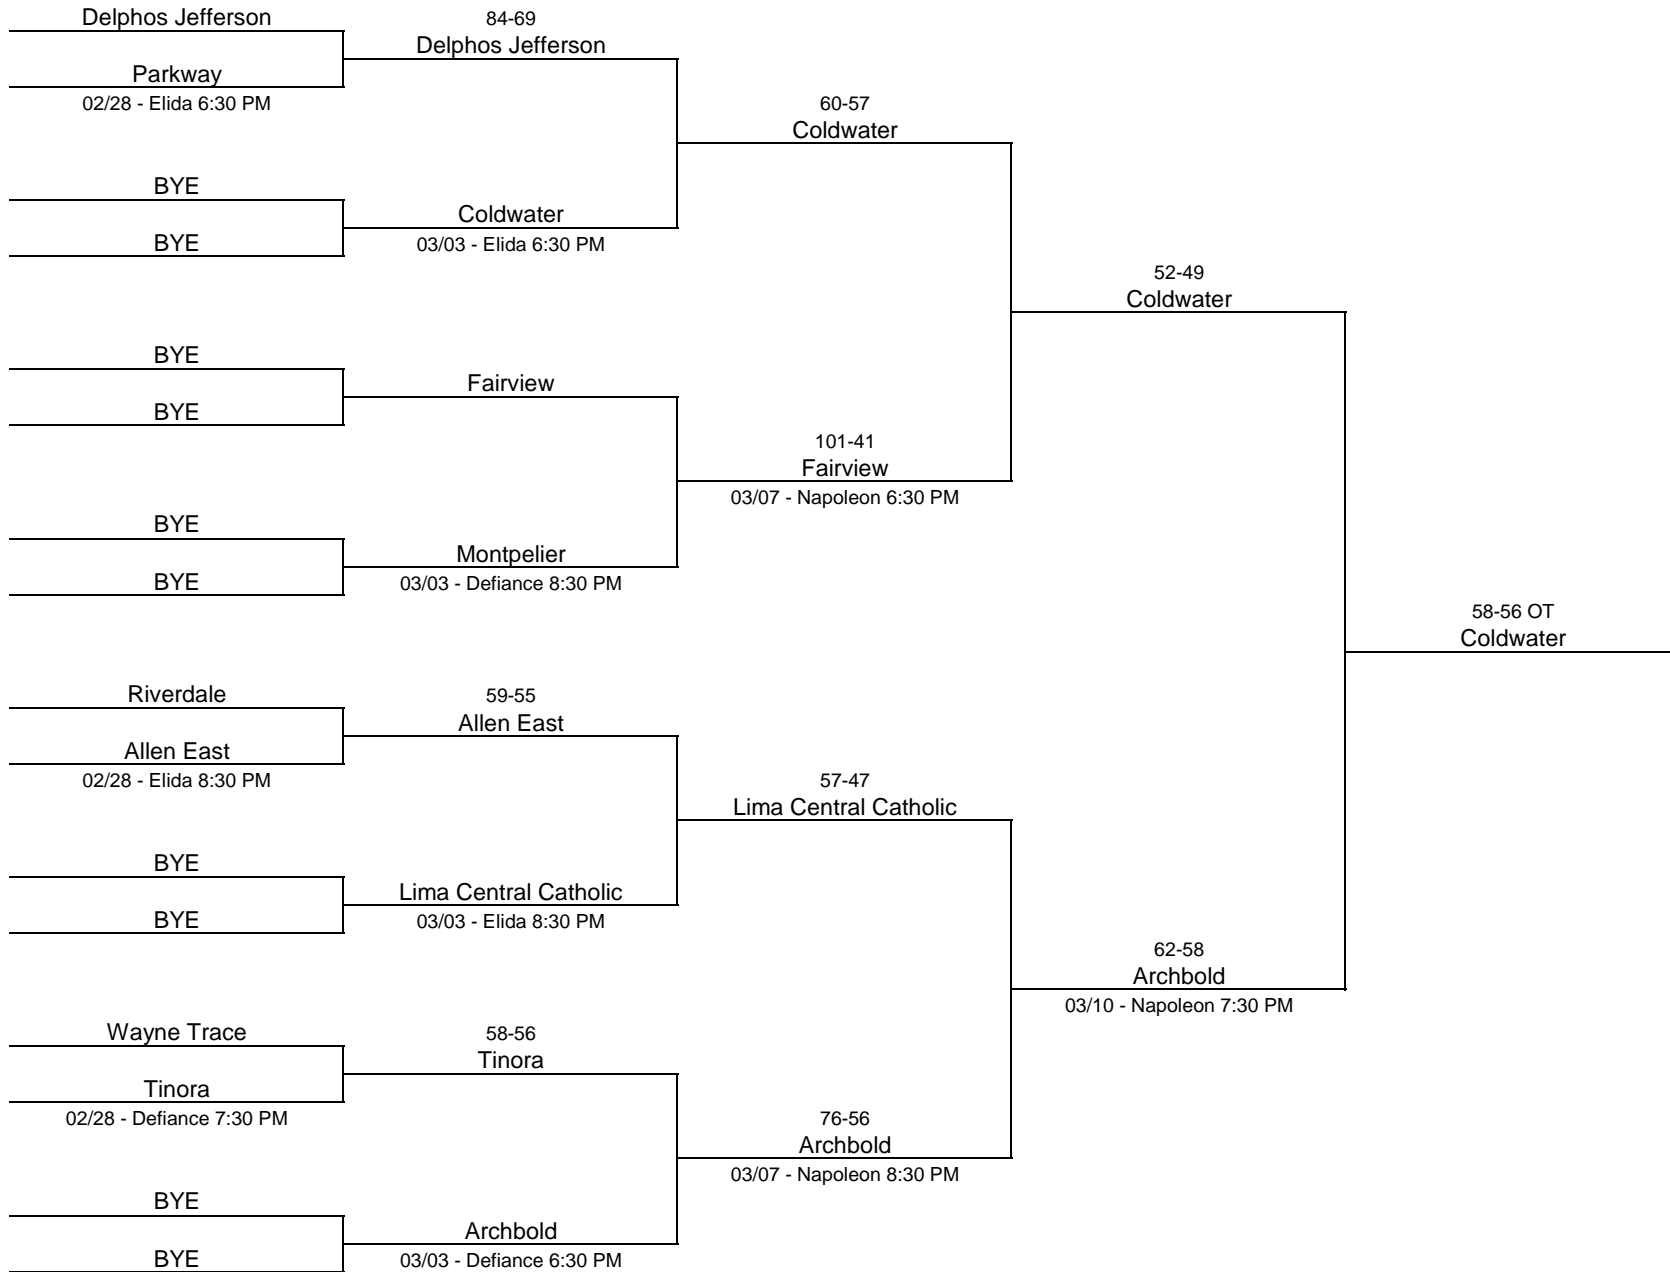 Delphos Jefferson
Parkway
02/28 - Elida 6:30 PM
BYE
BYE
BYE
BYE
BYE
BYE
Riverdale
Allen East
02/28 - Elida 8:30 PM
BYE
BYE
Wayne Trace
Tinora
02/28 - Defiance 7:30 PM
BYE
BYE
84-69
Delphos Jefferson
Coldwater
03/03 - Elida 6:30 PM
Fairview
Montpelier
03/03 - Defiance 8:30 PM
59-55
Allen East
Lima Central Catholic
03/03 - Elida 8:30 PM
58-56
Tinora
Archbold
03/03 - Defiance 6:30 PM
60-57
Coldwater
101-41
Fairview
03/07 - Napoleon 6:30 PM
57-47
Lima Central Catholic
76-56
Archbold
03/07 - Napoleon 8:30 PM
52-49
Coldwater
62-58
Archbold
03/10 - Napoleon 7:30 PM
58-56 OT
Coldwater